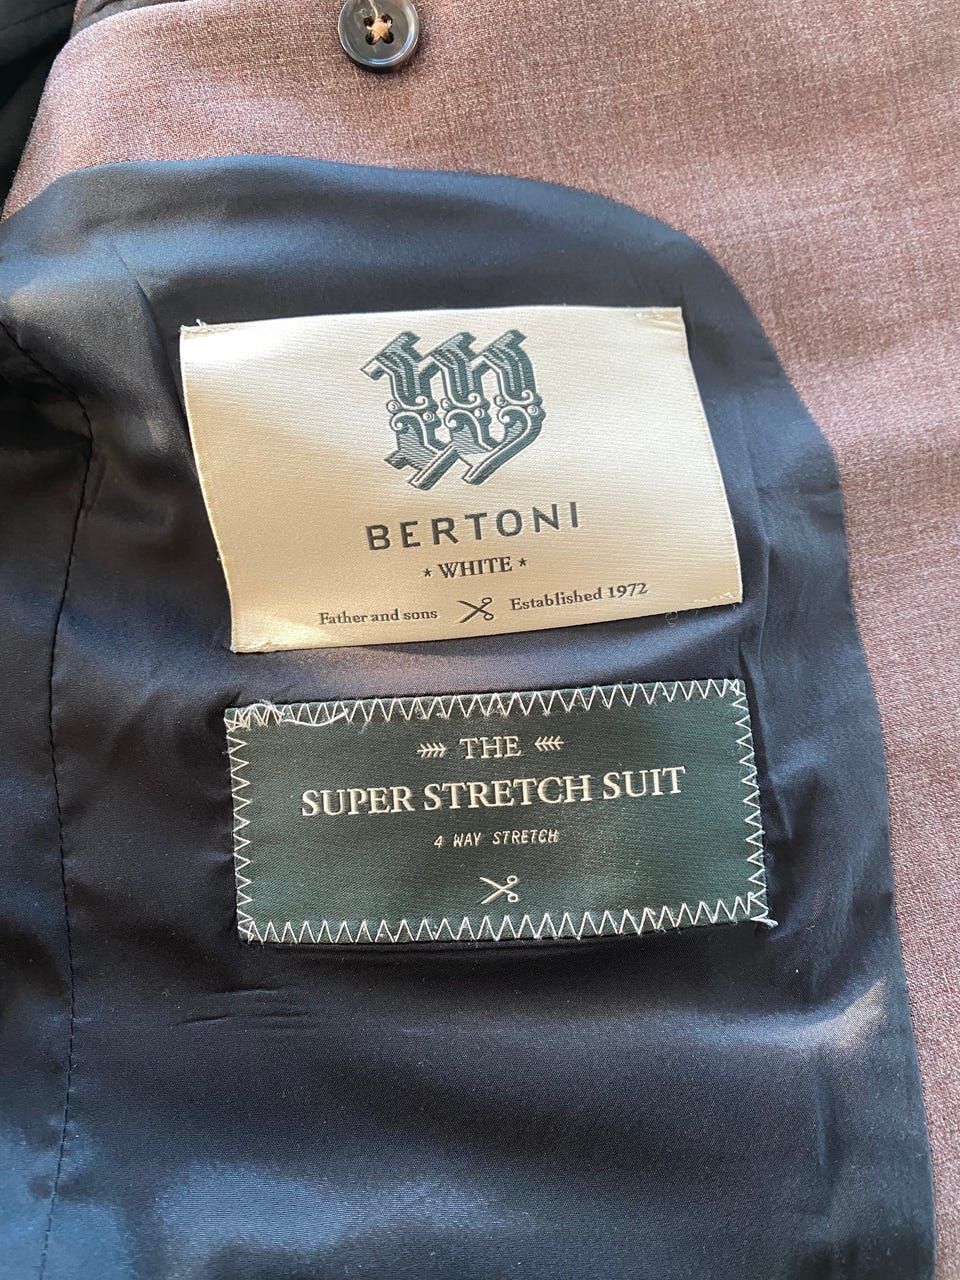 W
BERTONI
* WHITE *
Father and sons Established 1972
THE
SUPER STRETCH SUIT
4 WAY STRETCH